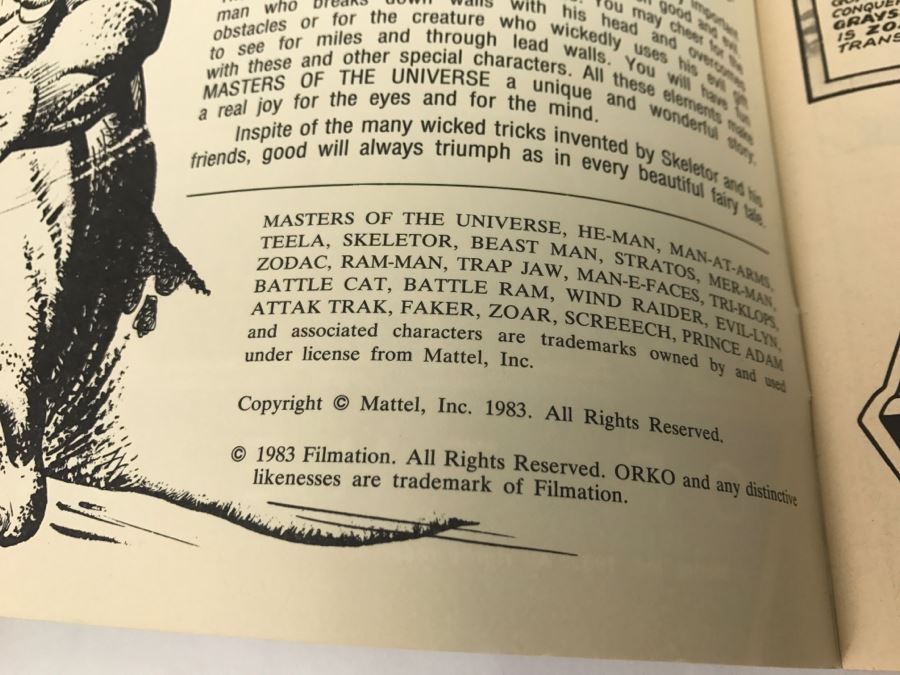 man who breaks down walls with his head and overcomes
obstacles or for the creature who wickedly uses his evil gift
to see for miles and through lead walls. You will have fun
with these and other special characters. All these elements make
MASTERS OF THE UNIVERSE a unique and wonderful story,
a real joy for the eyes and for the mind.
Inspite of the many wicked tricks invented by Skeletor and his
friends, good will always triumph as in every beautiful fairy tale.
MASTERS OF THE UNIVERSE, HE-MAN, MAN-AT-ARMS,
TEELA, SKELETOR, BEAST MAN, STRATOS, MER-MAN,
ZODAC, RAM-MAN, TRAP JAW, MAN-E-FACES, TRI-KLOPS,
BATTLE CAT, BATTLE RAM, WIND RAIDER, EVIL-LYN,
ATTAK TRAK, FAKER, ZOAR, SCREEECH, PRINCE ADAM
and associated characters are trademarks owned by and used
under license from Mattel, Inc.
Copyright © Mattel, Inc. 1983. All Rights Reserved.
© 1983 Filmation. All Rights Reserved. ORKO and any distinctive
likenesses are trademark of Filmation.
CONQUE
GRAYS
IS ZO
TRANS